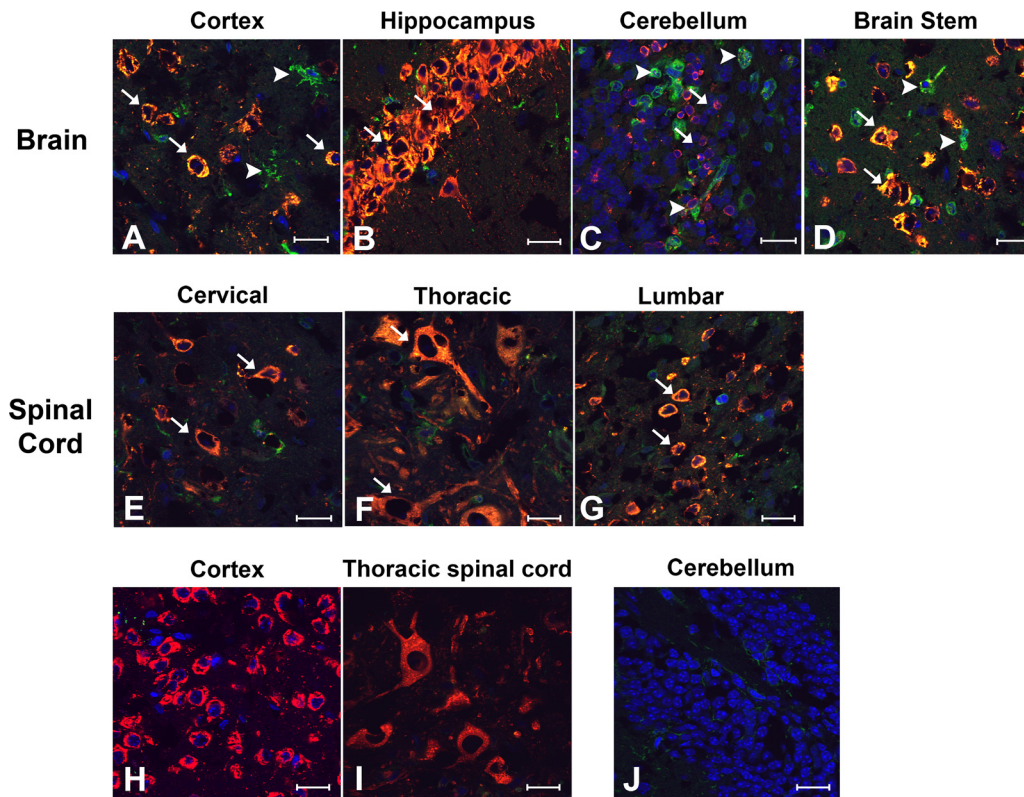 Cortex Hippocampus Cerebellum Brain Stem
Brain
A B C D
Cervical Thoracic Lumbar
Spinal
Cord
E F G
Cortex Thoracic spinal cord Cerebellum
H I J